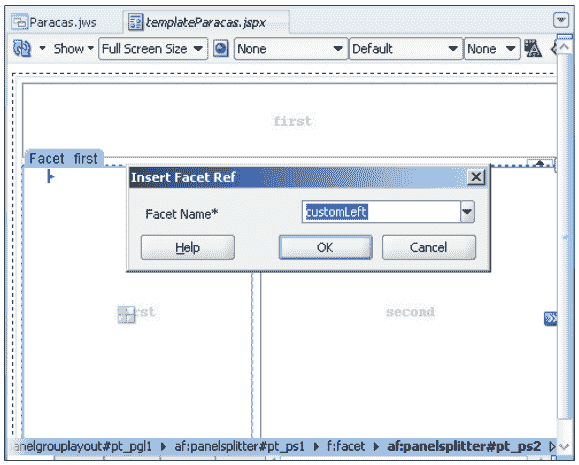 Paracas.jws templateParacas.jspx
Show Full Screen Size None Default None
first
Facet first
Insert Facet Ref
Facet Name* customLeft
Help OK Cancel
second
anelgrouplayout#pt_pgl1 af:panelsplitter#pt_ps1 f:facet af:panelsplitter#pt_ps2